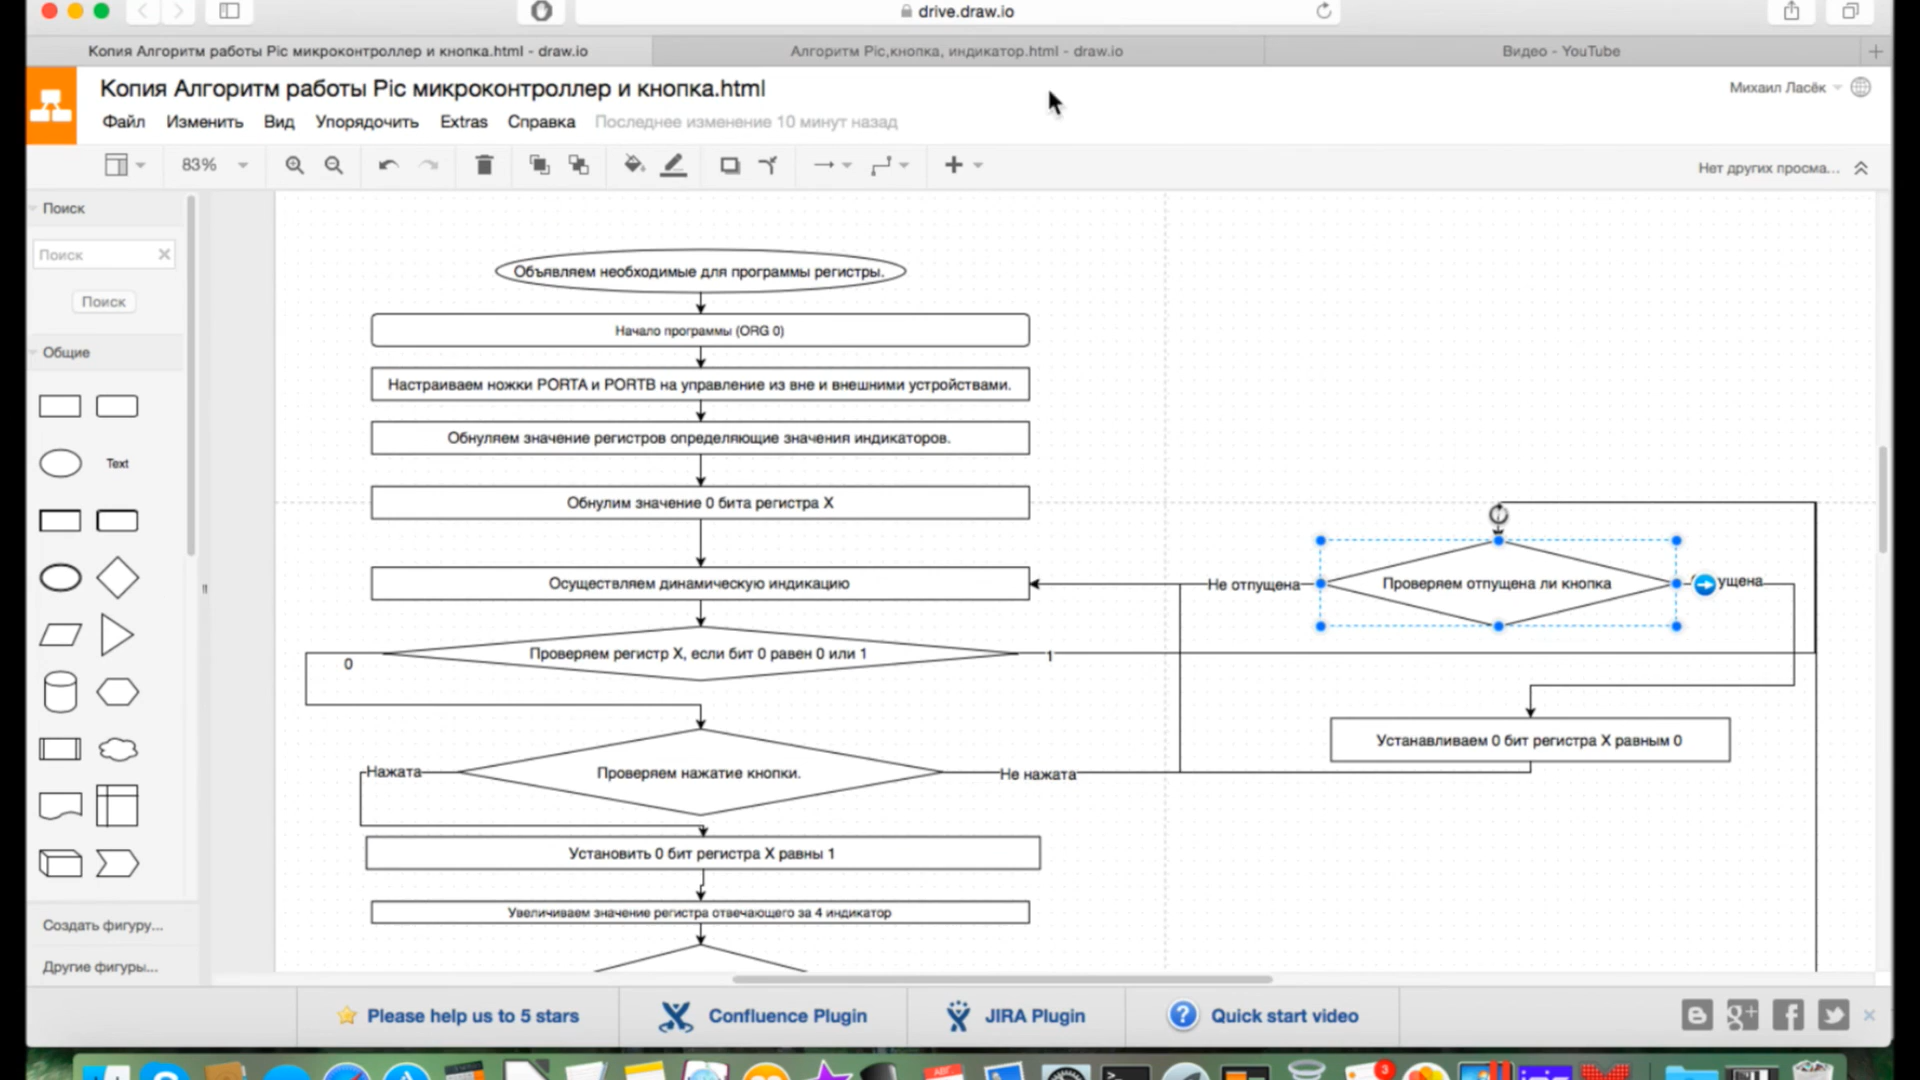 drive.draw.io
Копия Алгоритм работы Pic микроконтроллер и кнопка.html - draw.io
Алгоритм Pic,кнопка, индикатор.html - draw.io
Видео - YouTube
Копия Алгоритм работы Pic микроконтроллер и кнопка.html
Михаил Ласёк
Файл Изменить Вид Упорядочить Extras Справка Последнее изменение 10 минут назад
83%
Нет других просма...
Поиск
Поиск
Поиск
Общие
Text
Создать фигуру...
Другие фигуры...
Объявляем необходимые для программы регистры.
Начало программы (ORG 0)
Настраиваем ножки PORTA и PORTB на управление из вне и внешними устройствами.
Обнуляем значение регистров определяющие значения индикаторов.
Обнулим значение 0 бита регистра X
Осуществляем динамическую индикацию
Не отпущена
Проверяем отпущена ли кнопка
ущена
0
Проверяем регистр X, если бит 0 равен 0 или 1
1
Устанавливаем 0 бит регистра X равным 0
Нажата
Проверяем нажатие кнопки.
Не нажата
Установить 0 бит регистра X равны 1
Увеличиваем значение регистра отвечающего за 4 индикатор
Please help us to 5 stars
Confluence Plugin
JIRA Plugin
Quick start video
3